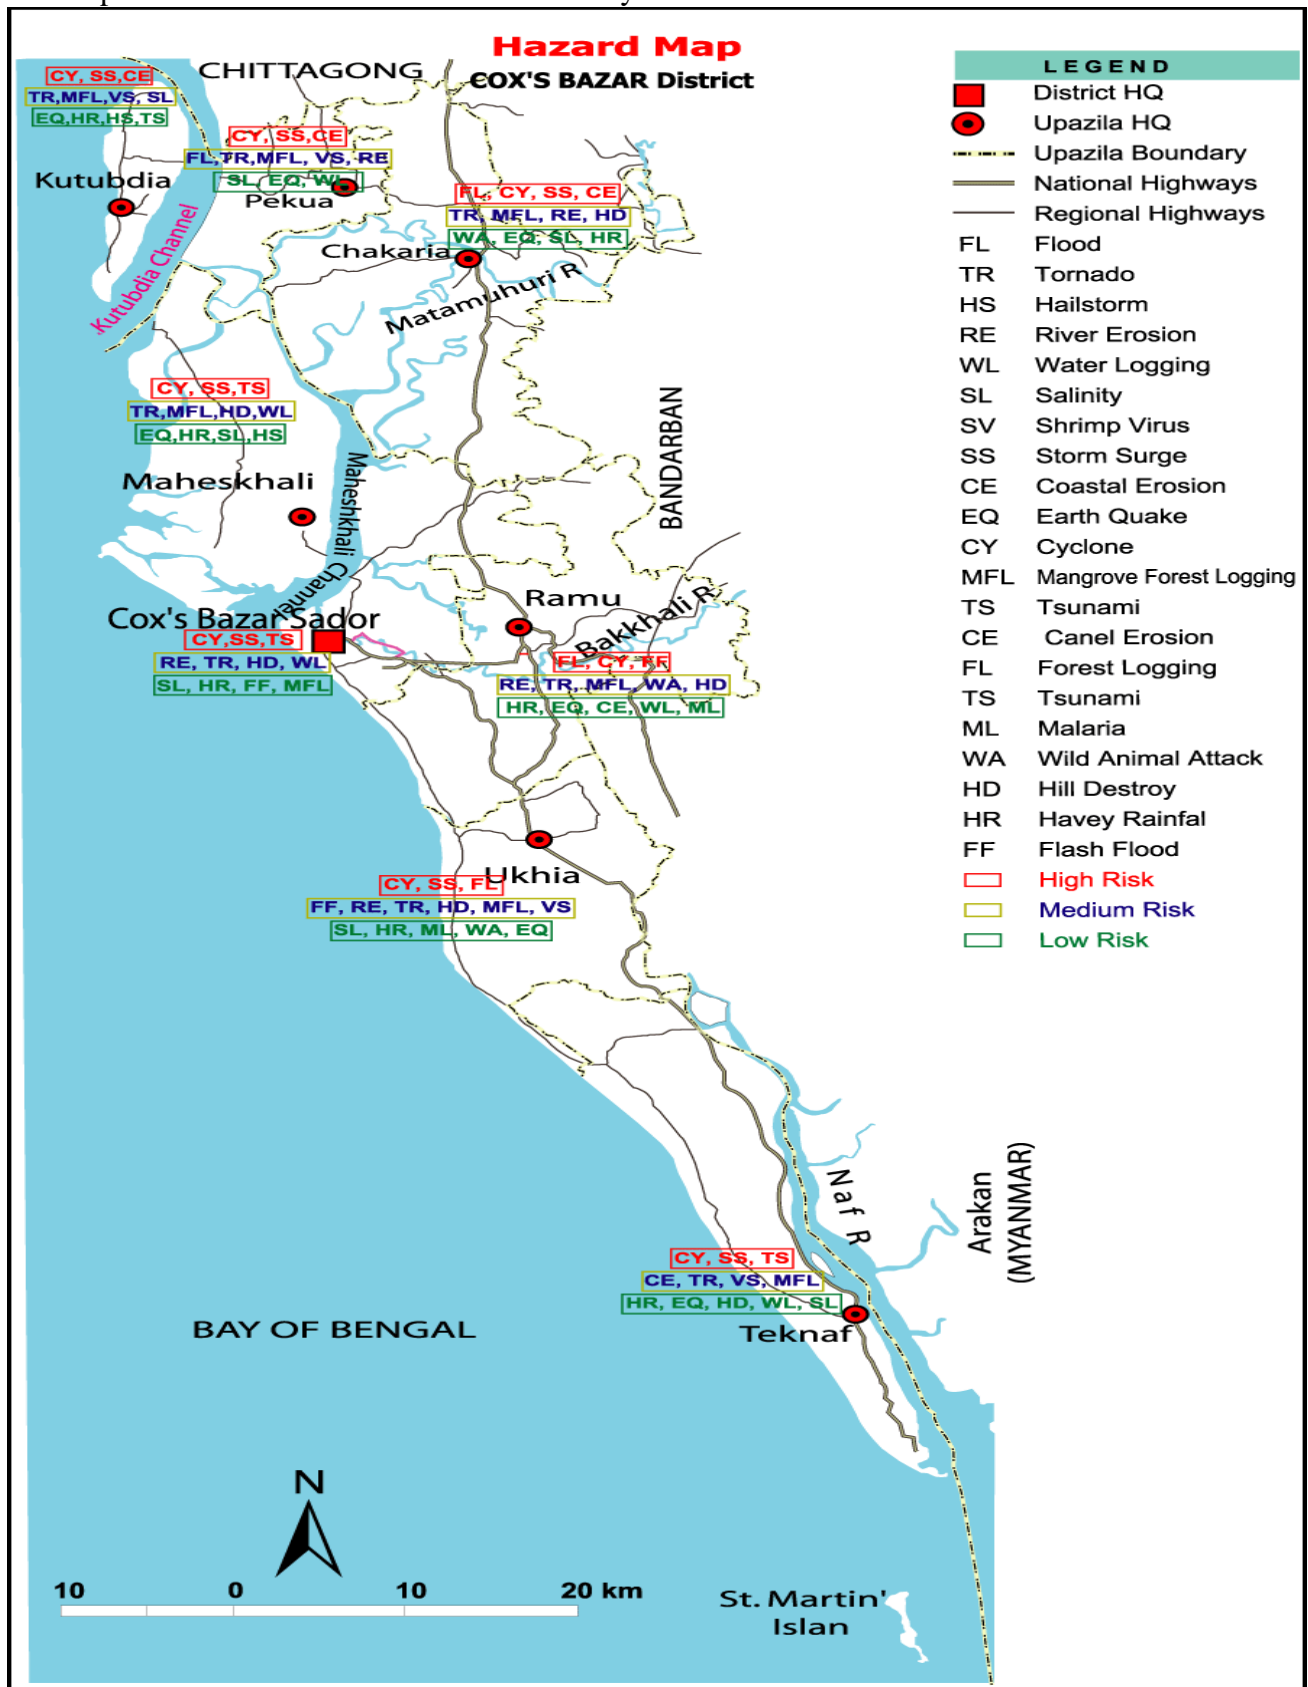 Hazard Map
COX'S BAZAR District
CHITTAGONG
CY, SS,CE
TR,MFL,VS, SL
EQ,HR,HS,TS
Kutubdia
Kutubdia Channel
CY, SS,CE
FL,TR,MFL, VS, RE
SL, EQ, WL
Pekua
FL, CY, SS, CE
TR, MFL, RE, HD
WA, EQ, SL, HR
Chakaria
Matamuhuri R
CY, SS,TS
TR,MFL,HD,WL
EQ,HR,SL,HS
Maheskhali
Maheshkhali Channel
BANDARBAN
Cox's Bazar Sador
CY,SS,TS
RE, TR, HD, WL
SL, HR, FF, MFL
Ramu
Bakkhali R
FL, CY, FF
RE, TR, MFL, WA, HD
HR, EQ, CE, WL, ML
Ukhia
CY, SS, FL
FF, RE, TR, HD, MFL, VS
SL, HR, ML, WA, EQ
Naf R
Arakan
(MYANMAR)
CY, SS, TS
CE, TR, VS, MFL
HR, EQ, HD, WL, SL
Teknaf
BAY OF BENGAL
N
10 0 10 20 km
St. Martin'
Islan
LEGEND
District HQ
Upazila HQ
Upazila Boundary
National Highways
Regional Highways
FL Flood
TR Tornado
HS Hailstorm
RE River Erosion
WL Water Logging
SL Salinity
SV Shrimp Virus
SS Storm Surge
CE Coastal Erosion
EQ Earth Quake
CY Cyclone
MFL Mangrove Forest Logging
TS Tsunami
CE Canel Erosion
FL Forest Logging
TS Tsunami
ML Malaria
WA Wild Animal Attack
HD Hill Destroy
HR Havey Rainfal
FF Flash Flood
High Risk
Medium Risk
Low Risk